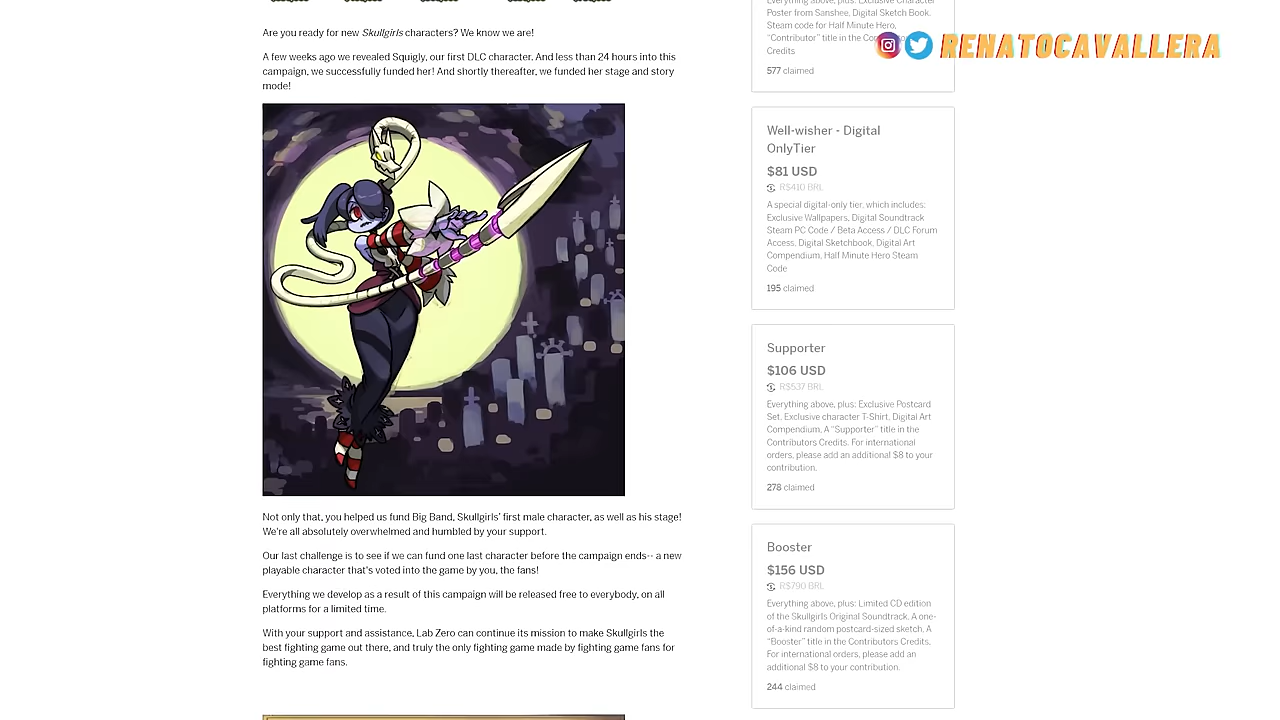 Are you ready for new Skullgirls characters? We know we are!
A few weeks ago we revealed Squigly, our first DLC character. And less than 24 hours into this
campaign, we successfully funded her! And shortly thereafter, we funded her stage and story
mode!
Not only that, you helped us fund Big Band, Skullgirls' first male character, as well as his stage!
We're all absolutely overwhelmed and humbled by your support.
Our last challenge is to see if we can fund one last character before the campaign ends-- a new
playable character that's voted into the game by you, the fans!
Everything we develop as a result of this campaign will be released free to everybody, on all
platforms for a limited time.
With your support and assistance, Lab Zero can continue its mission to make Skullgirls the
best fighting game out there, and truly the only fighting game made by fighting game fans for
fighting game fans.
Everything above, plus: Exclusive Character
Poster from Sanshee, Digital Sketch Book,
Steam code for Half Minute Hero,
"Contributor" title in the
Credits
577 claimed
RENATOCAVALLERA
Well-wisher - Digital
OnlyTier
$81 USD
R$410 BRL
A special digital-only tier, which includes:
Exclusive Wallpapers, Digital Soundtrack
Steam PC Code / Beta Access / DLC Forum
Access, Digital Sketchbook, Digital Art
Compendium, Half Minute Hero Steam
Code
195 claimed
Supporter
$106 USD
R$537 BRL
Everything above, plus: Exclusive Postcard
Set, Exclusive character T-Shirt, Digital Art
Compendium, A "Supporter" title in the
Contributors Credits. For international
orders, please add an additional $8 to your
contribution.
278 claimed
Booster
$156 USD
R$790 BRL
Everything above, plus: Limited CD edition
of the Skullgirls Original Soundtrack. A one-
of-a-kind random postcard-sized sketch, A
"Booster" title in the Contributors Credits,
For international orders, please add an
additional $8 to your contribution.
244 claimed